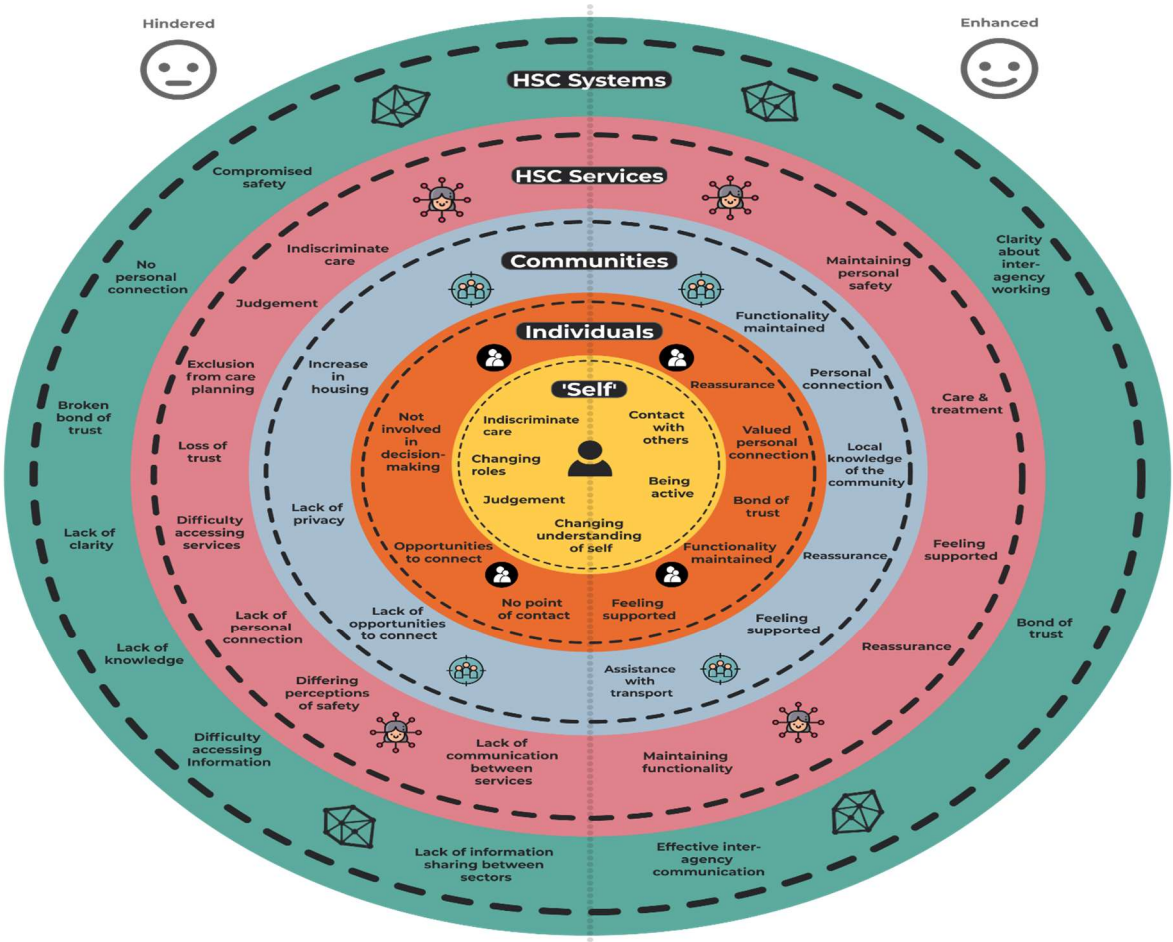 Hindered
Enhanced
HSC Systems
Compromised
safety
No
personal
connection
Broken
bond of
trust
Lack of
clarity
Lack of
knowledge
Difficulty
accessing
Information
Lack of information
sharing between
sectors
Clarity
about
inter-
agency
working
Bond of
trust
Effective inter-
agency
communication
HSC Services
Indiscriminate
care
Judgement
Exclusion
from care
planning
Loss of
trust
Difficulty
accessing
services
Lack of
personal
connection
Differing
perceptions
of safety
Lack of
communication
between
services
Maintaining
personal
safety
Care &
treatment
Feeling
supported
Reassurance
Maintaining
functionality
Communities
Increase
in
housing
Lack of
privacy
Lack of
opportunities
to connect
Functionality
maintained
Personal
connection
Local
knowledge
of the
community
Reassurance
Feeling
supported
Assistance
with
transport
Individuals
Not
involved
in
decision-
making
Opportunities
to connect
No point
of contact
Reassurance
Valued
personal
connection
Bond of
trust
Functionality
maintained
Feeling
supported
'Self'
Indiscriminate
care
Changing
roles
Judgement
Contact
with
others
Being
active
Changing
understanding
of self